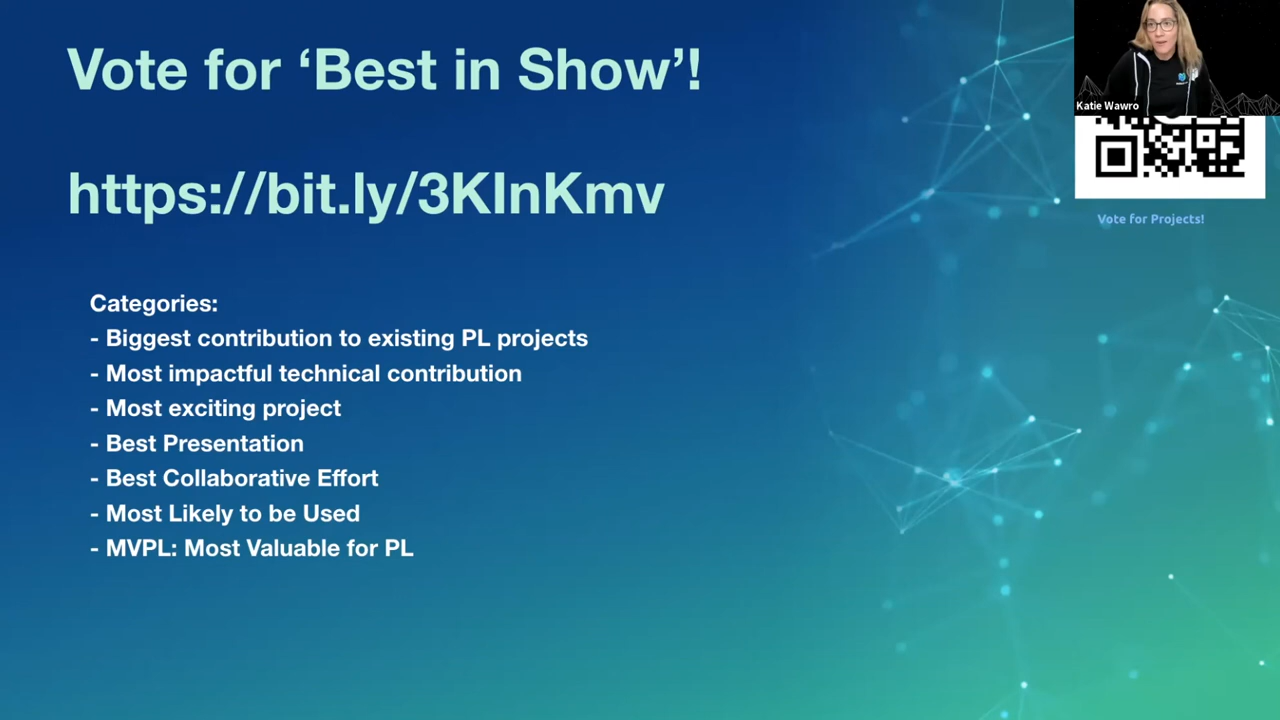 Vote for ‘Best in Show’!
https://bit.ly/3KInKmv
Categories:
- Biggest contribution to existing PL projects
- Most impactful technical contribution
- Most exciting project
- Best Presentation
- Best Collaborative Effort
- Most Likely to be Used
- MVPL: Most Valuable for PL
Katie Wawro
Vote for Projects!